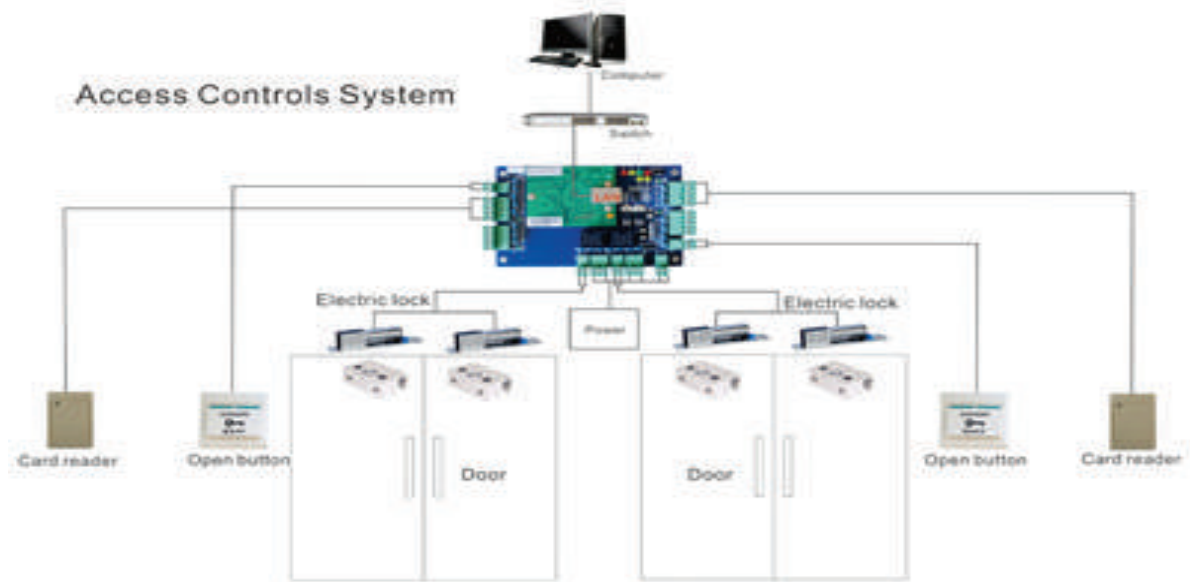 Computer
Access Controls System
Switch
LAN
Electric lock
Power
Electric lock
Card reader
Open button
Door
Door
Open button
Card reader